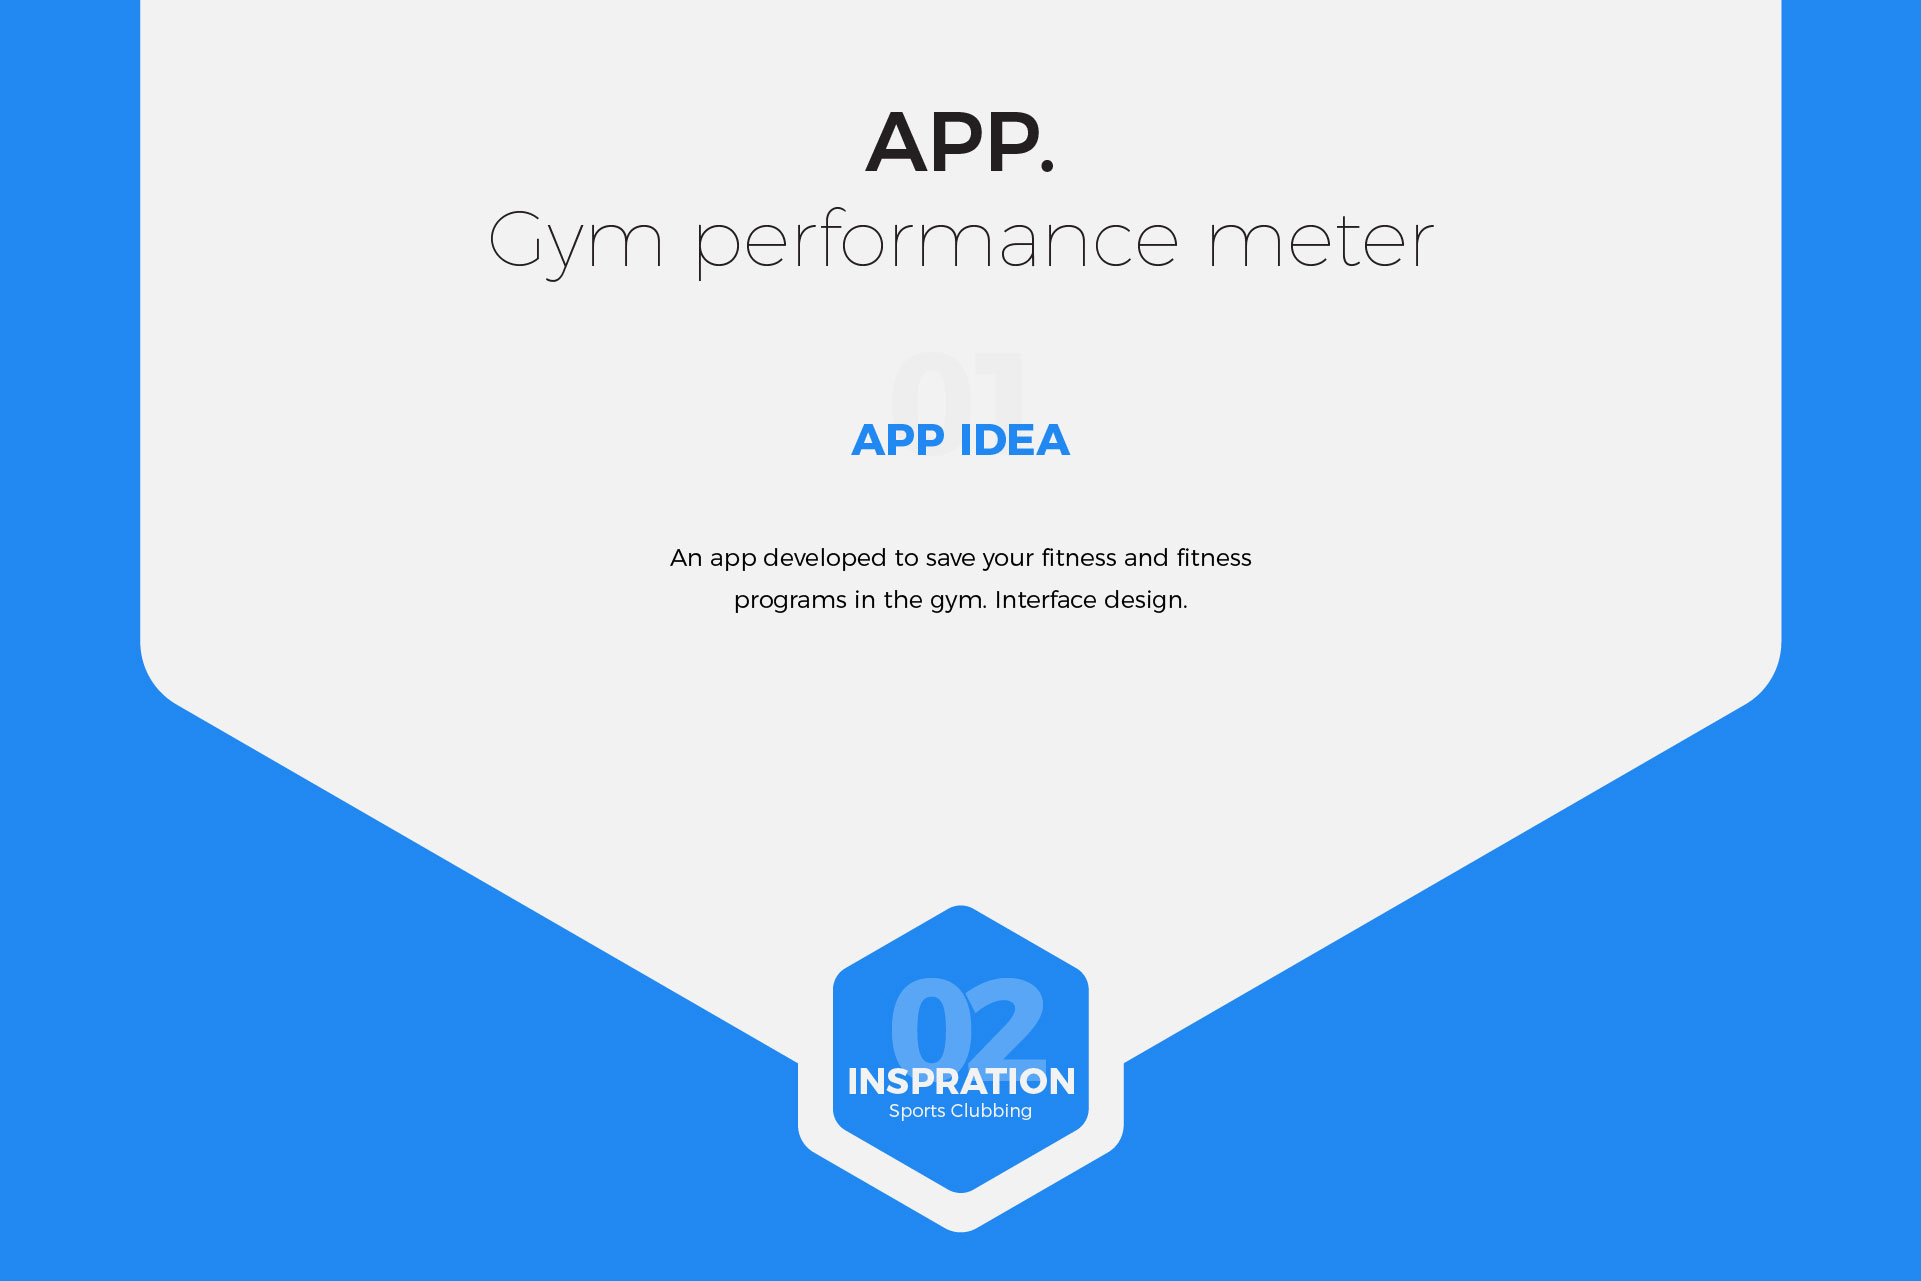 APP.
Gym performance meter
01
APP IDEA
An app developed to save your fitness and fitness
programs in the gym. Interface design.
02
INSPRATION
Sports Clubbing